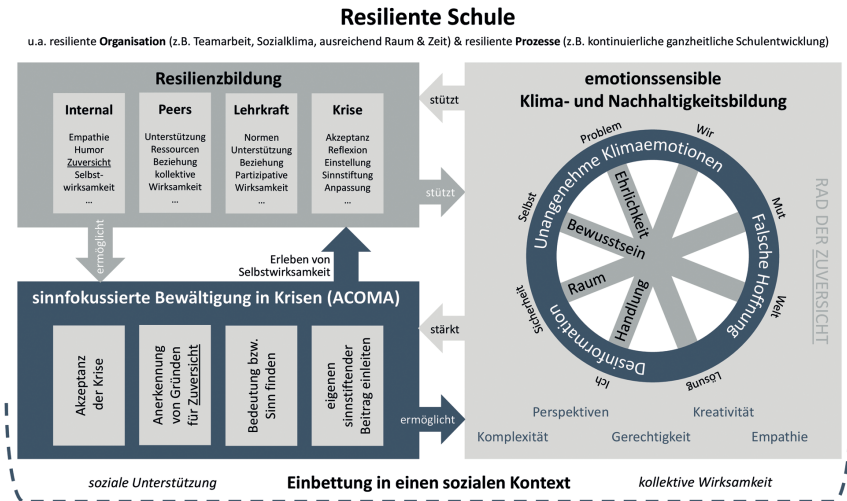 Resiliente Schule
u.a. resiliente Organisation (z.B. Teamarbeit, Sozialklima, ausreichend Raum & Zeit) & resiliente Prozesse (z.B. kontinuierliche ganzheitliche Schulentwicklung)
Resilienzbildung
Internal
Empathie
Humor
Zuversicht
Selbst-
wirksamkeit
...
Peers
Unterstützung
Ressourcen
Beziehung
kollektive
Wirksamkeit
...
Lehrkraft
Normen
Unterstützung
Beziehung
Partizipative
Wirksamkeit
...
Krise
Akzeptanz
Reflexion
Einstellung
Sinnstiftung
Anpassung
...
stützt
stützt
ermöglicht
Erleben von
Selbstwirksamkeit
sinnfokussierte Bewältigung in Krisen (ACOMA)
Akzeptanz
der Krise
Anerkennung
von Gründen
für Zuversicht
Bedeutung bzw.
Sinn finden
eigenen
sinnstiftender
Beitrag einleiten
stärkt
ermöglicht
emotionssensible
Klima- und Nachhaltigkeitsbildung
Problem
Wir
Mut
Welt
Lösung
Ich
Sicherheit
Selbst
Unangenehme Klimaemotionen
Falsche Hoffnung
Desinformation
Ehrlichkeit
Bewusstsein
Raum
Handlung
RAD DER ZUVERSICHT
Perspektiven
Kreativität
Komplexität
Gerechtigkeit
Empathie
soziale Unterstützung
Einbettung in einen sozialen Kontext
kollektive Wirksamkeit